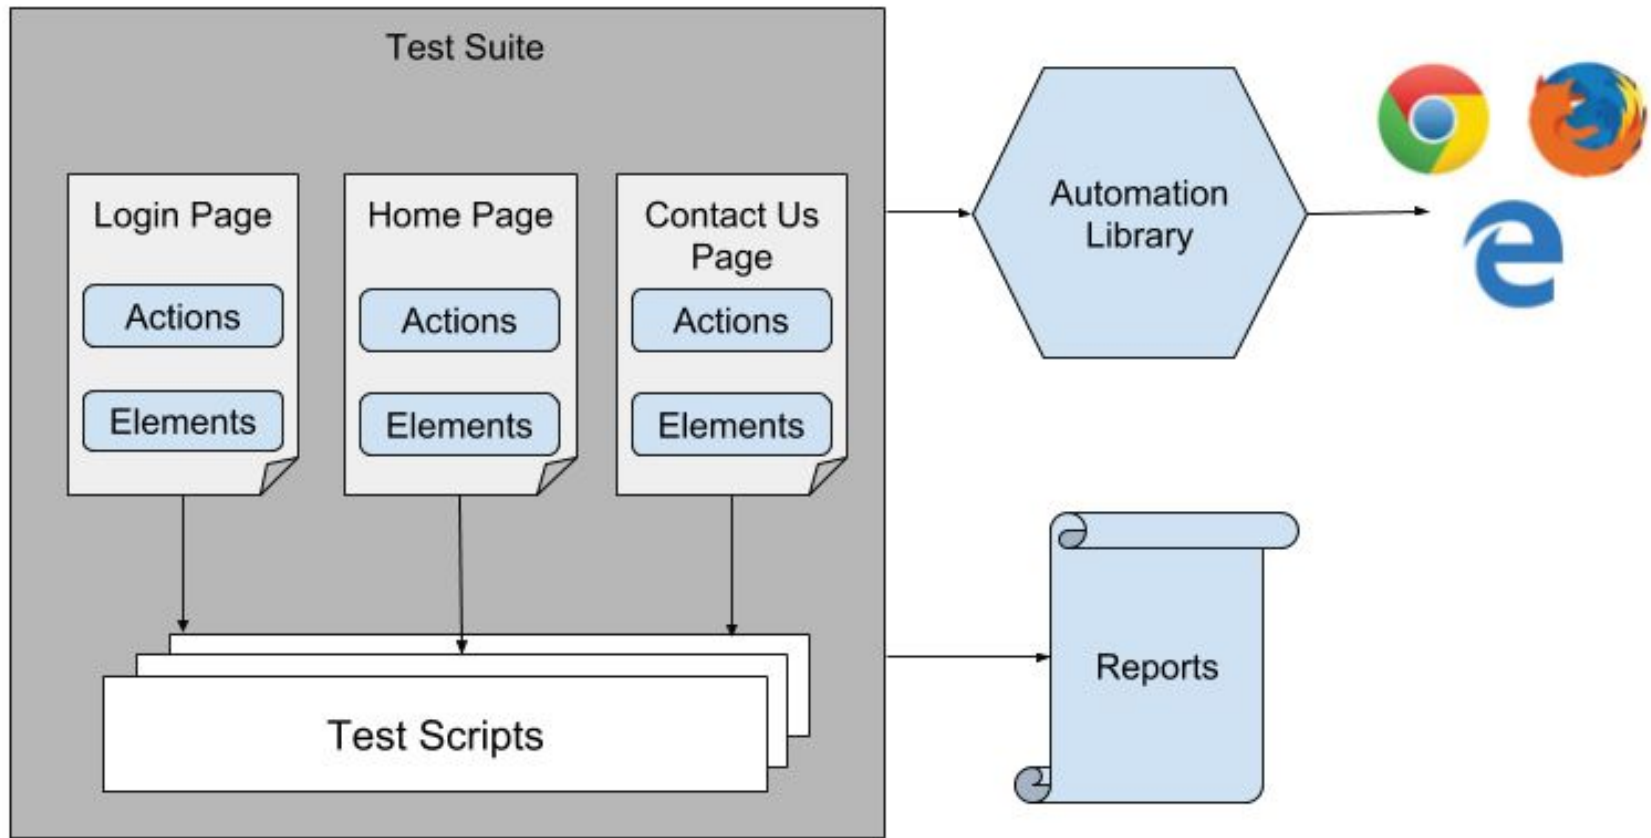 Test Suite
Login Page
Actions
Elements
Home Page
Actions
Elements
Contact Us
Page
Actions
Elements
Test Scripts
Automation
Library
Reports